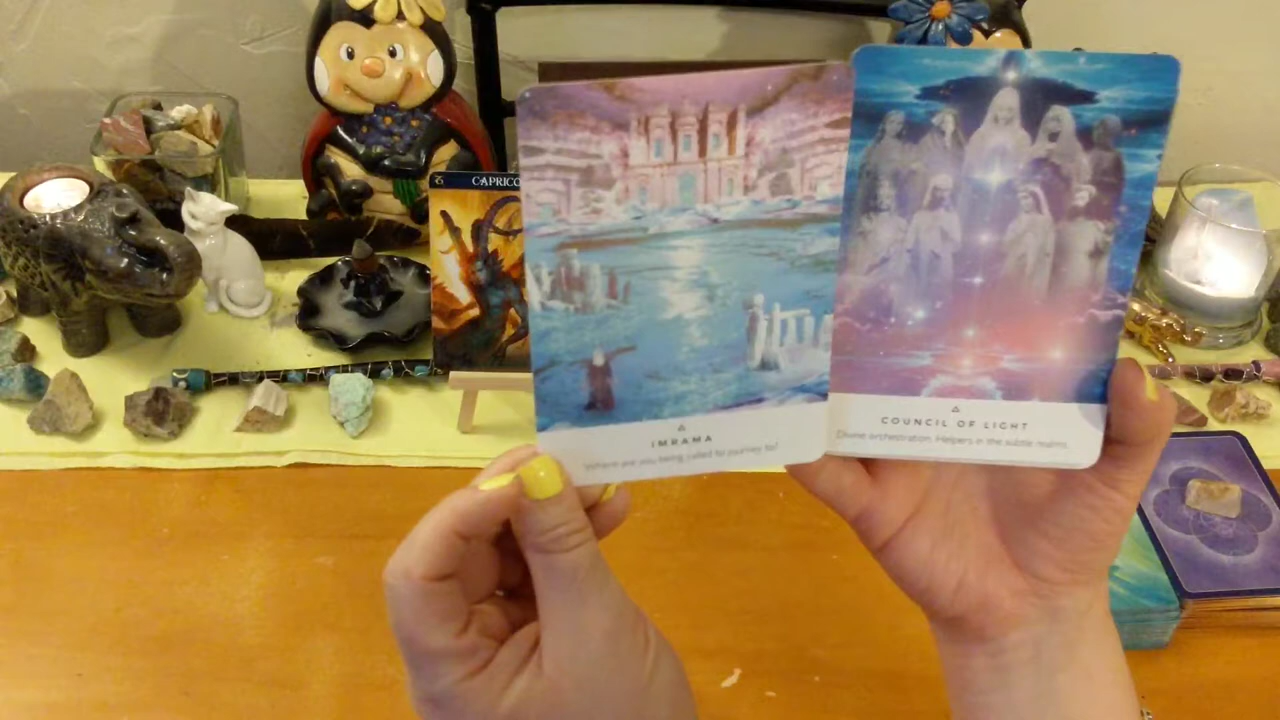 CAPRICO
IMRAMA
Where are you being called to journey to?
COUNCIL OF LIGHT
Divine orchestration. Helpers in the subtle realms.